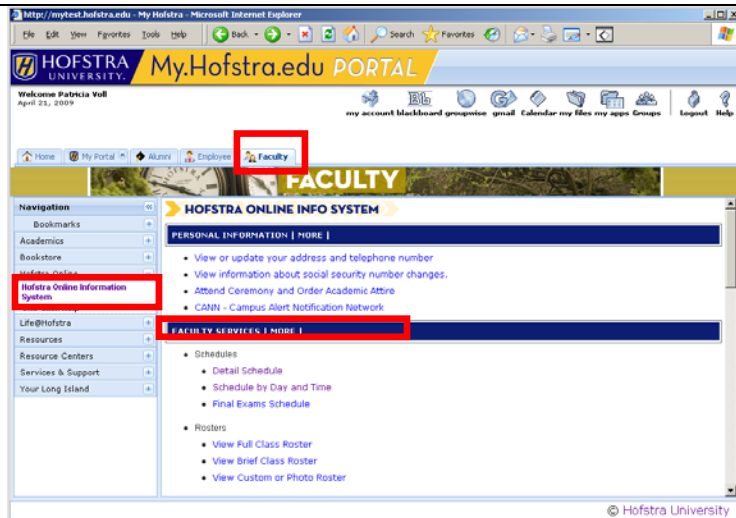 http://mytest.hofstra.edu - My Hofstra - Microsoft Internet Explorer
File Edit View Favorites Tools Help Back Search Favorites
HOFSTRA UNIVERSITY. My.Hofstra.edu PORTAL
Welcome Patricia Voll
April 21, 2009
my account blackboard groupwise gmail Calendar my files my apps Groups Logout Help
Home My Portal Alumni Employee Faculty
FACULTY
Navigation
Bookmarks
Academics
Bookstore
Hofstra Online
Hofstra Online Information
System
Life@Hofstra
Resources
Resource Centers
Services & Support
Your Long Island
HOFSTRA ONLINE INFO SYSTEM
PERSONAL INFORMATION | MORE |
View or update your address and telephone number
View information about social security number changes.
Attend Ceremony and Order Academic Attire
CANN - Campus Alert Notification Network
FACULTY SERVICES | MORE |
Schedules
Detail Schedule
Schedule by Day and Time
Final Exams Schedule
Rosters
View Full Class Roster
View Brief Class Roster
View Custom or Photo Roster
© Hofstra University